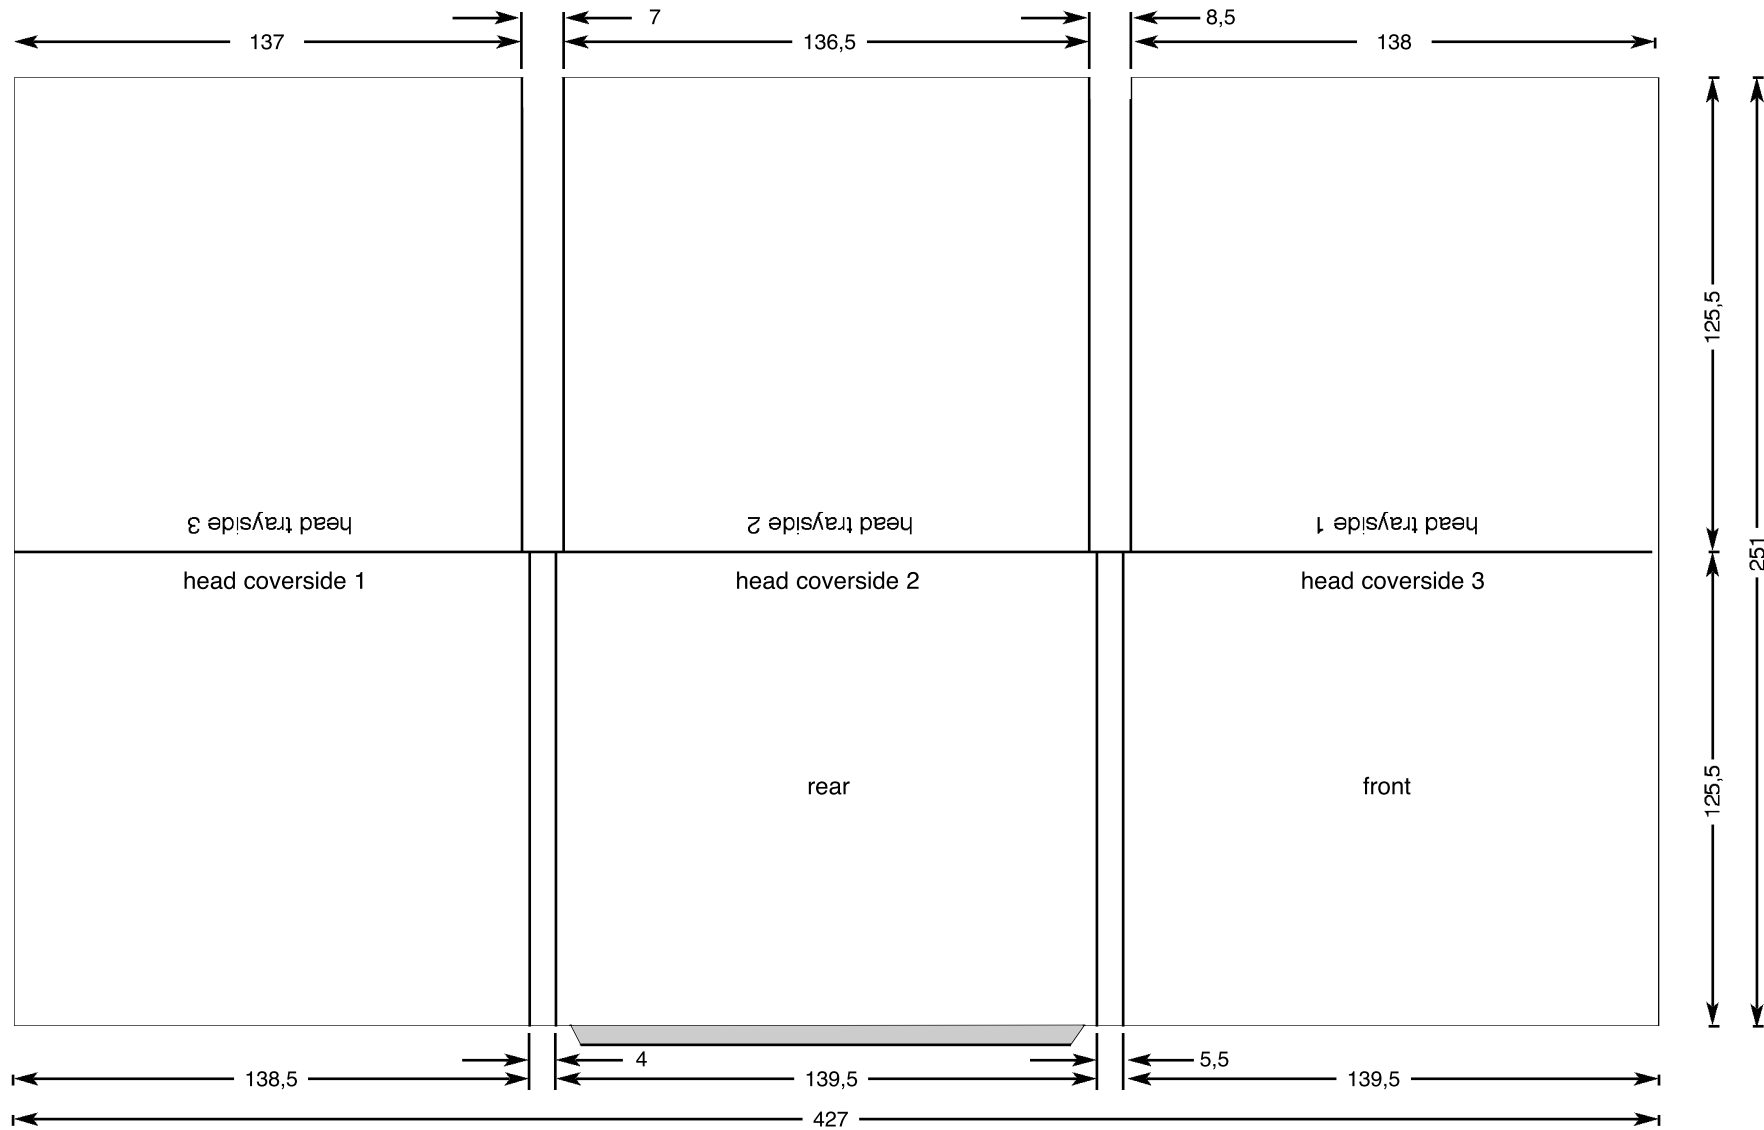 7
8,5
137
136,5
138
125,5
head trayside 3
head trayside 2
head trayside 1
251
head coverside 1
head coverside 2
head coverside 3
rear
front
125,5
4
5,5
138,5
139,5
139,5
427